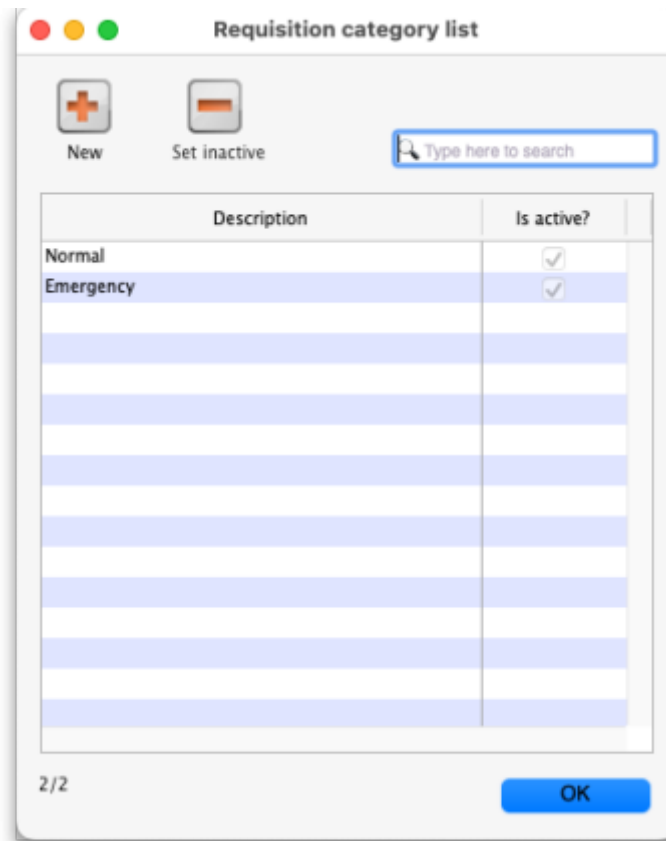 Requisition category list
New
Set inactive
Type here to search
Description
Is active?
Normal
Emergency
2/2
OK